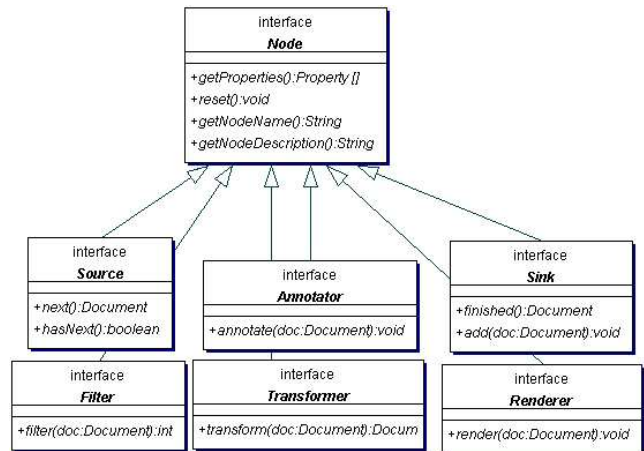 interface
Node
+getProperties():Property []
+reset():void
+getNodeName():String
+getNodeDescription():String
interface
Source
+next():Document
+hasNext():boolean
interface
Annotator
+annotate(doc:Document):void
interface
Sink
+finished():Document
+add(doc:Document):void
interface
Filter
+filter(doc:Document):int
interface
Transformer
+transform(doc:Document):Docum
interface
Renderer
+render(doc:Document):void